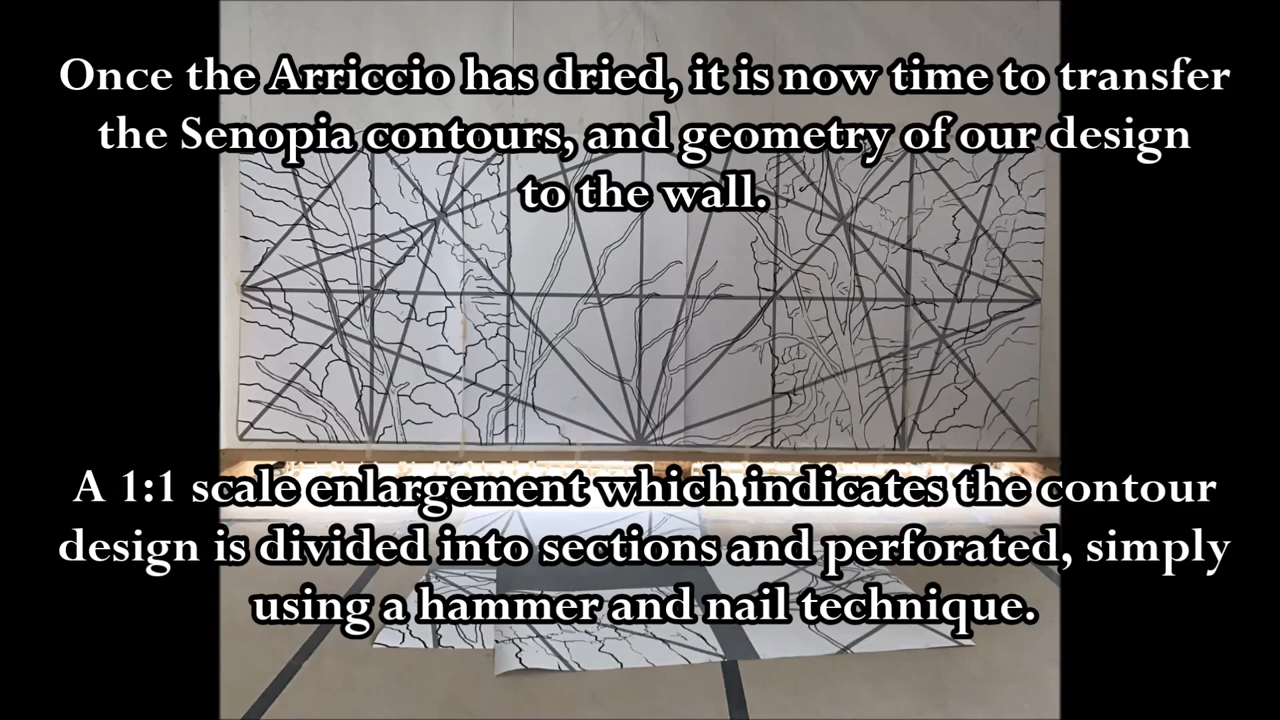 Once the Arriccio has dried, it is now time to transfer
the Senopia contours, and geometry of our design
to the wall.
A 1:1 scale enlargement which indicates the contour
design is divided into sections and perforated, simply
using a hammer and nail technique.